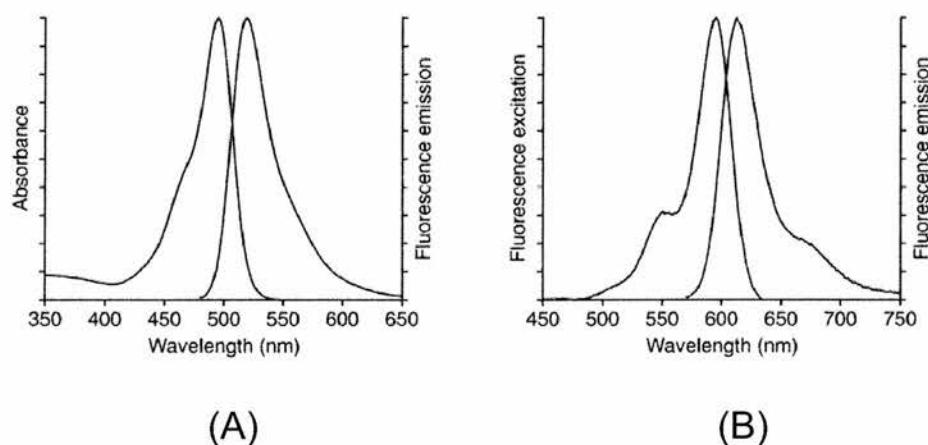 Absorbance
Fluorescence emission
350 400 450 500 550 600 650
Wavelength (nm)
(A)
Fluorescence excitation
Fluorescence emission
450 500 550 600 650 700 750
Wavelength (nm)
(B)